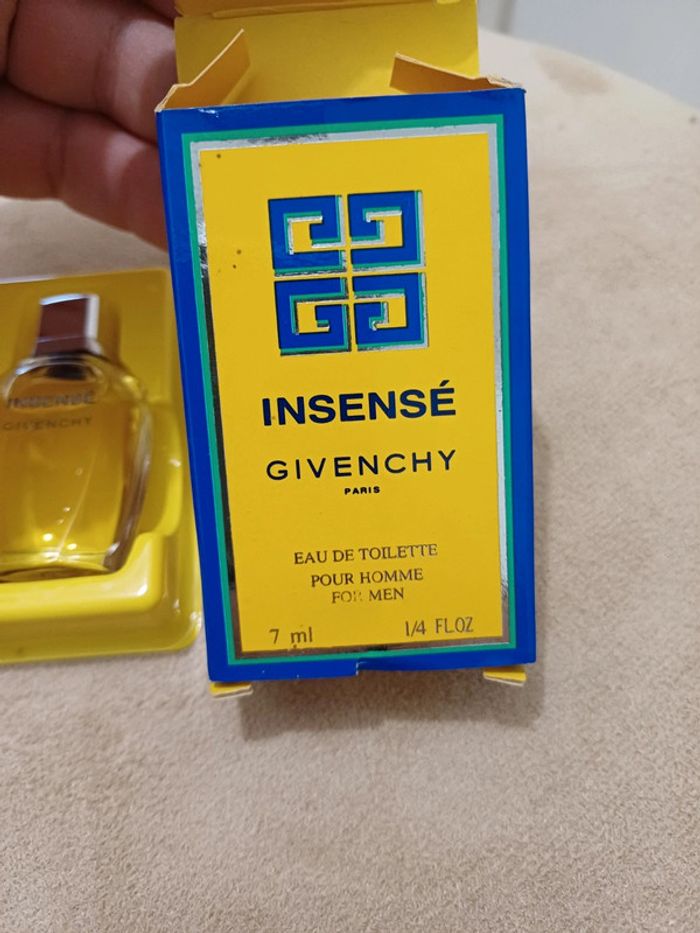 INSENSÉ
GIVENCHY
PARIS
EAU DE TOILETTE
POUR HOMME
FOR MEN
7 ml 1/4 FL.OZ
INSENSÉ
GIVENCHY